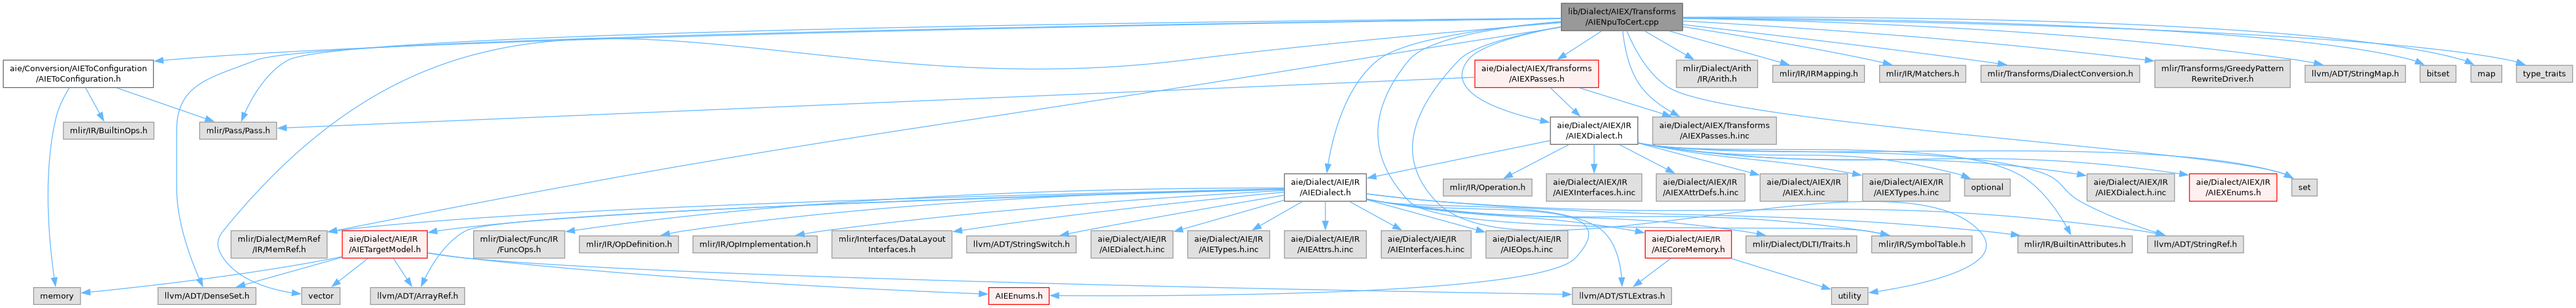 lib/Dialect/AIEX/Transforms
/AIENpuToCert.cpp
aie/Conversion/AIEToConfiguration
/AIEToConfiguration.h
aie/Dialect/AIEX/Transforms
/AIEXPasses.h
mlir/Dialect/Arith
/IR/Arith.h
mlir/IR/IRMapping.h
mlir/IR/Matchers.h
mlir/Transforms/DialectConversion.h
mlir/Transforms/GreedyPattern
RewriteDriver.h
llvm/ADT/StringMap.h
bitset
map
type_traits
mlir/IR/BuiltinOps.h
mlir/Pass/Pass.h
aie/Dialect/AIEX/IR
/AIEXDialect.h
aie/Dialect/AIEX/Transforms
/AIEXPasses.h.inc
aie/Dialect/AIE/IR
/AIEDialect.h
mlir/IR/Operation.h
aie/Dialect/AIEX/IR
/AIEXInterfaces.h.inc
aie/Dialect/AIEX/IR
/AIEXAttrDefs.h.inc
aie/Dialect/AIEX/IR
/AIEX.h.inc
aie/Dialect/AIEX/IR
/AIEXTypes.h.inc
optional
aie/Dialect/AIEX/IR
/AIEXDialect.h.inc
aie/Dialect/AIEX/IR
/AIEXEnums.h
set
mlir/Dialect/MemRef
/IR/MemRef.h
aie/Dialect/AIE/IR
/AIETargetModel.h
mlir/Dialect/Func/IR
/FuncOps.h
mlir/IR/OpDefinition.h
mlir/IR/OpImplementation.h
mlir/Interfaces/DataLayout
Interfaces.h
llvm/ADT/StringSwitch.h
aie/Dialect/AIE/IR
/AIEDialect.h.inc
aie/Dialect/AIE/IR
/AIETypes.h.inc
aie/Dialect/AIE/IR
/AIEAttrs.h.inc
aie/Dialect/AIE/IR
/AIEInterfaces.h.inc
aie/Dialect/AIE/IR
/AIEOps.h.inc
aie/Dialect/AIE/IR
/AIECoreMemory.h
mlir/Dialect/DLTI/Traits.h
mlir/IR/SymbolTable.h
mlir/IR/BuiltinAttributes.h
llvm/ADT/StringRef.h
memory
llvm/ADT/DenseSet.h
vector
llvm/ADT/ArrayRef.h
AIEEnums.h
llvm/ADT/STLExtras.h
utility